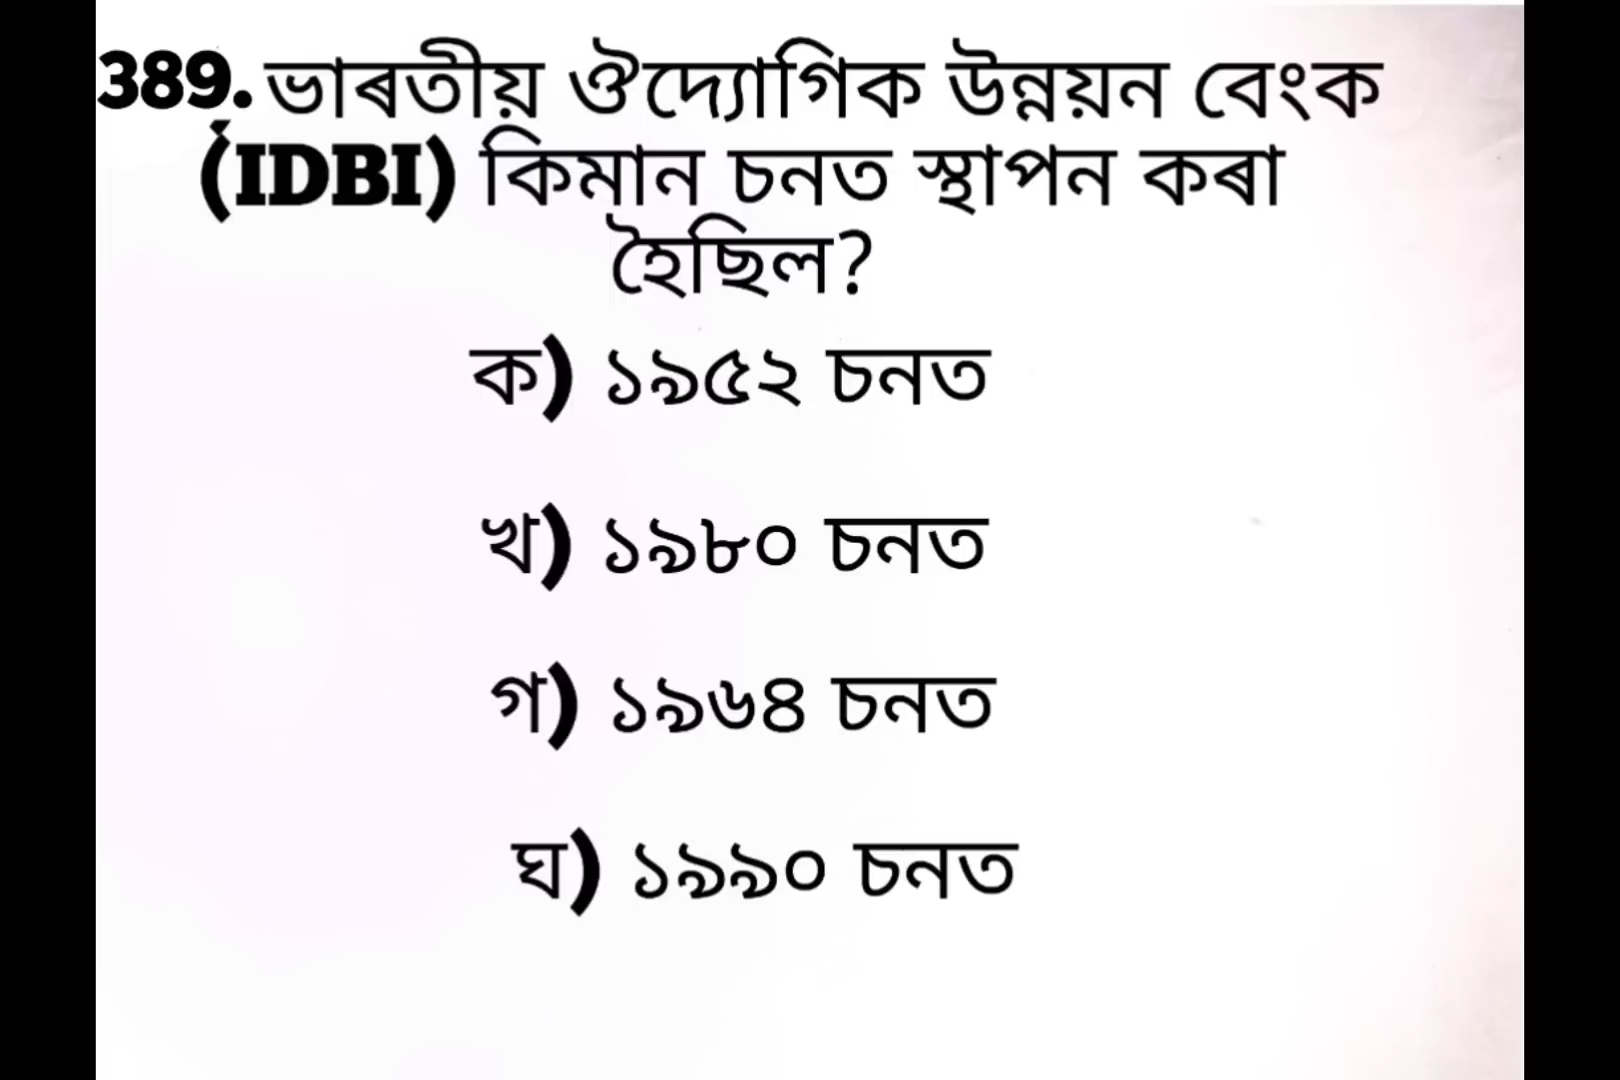 389. ভাৰতীয় ঔদ্যোগিক উন্নয়ন বেংক
(IDBI) কিমান চনত স্থাপন কৰা
হৈছিল?
ক) ১৯৫২ চনত
খ) ১৯৮০ চনত
গ) ১৯৬৪ চনত
ঘ) ১৯৯০ চনত